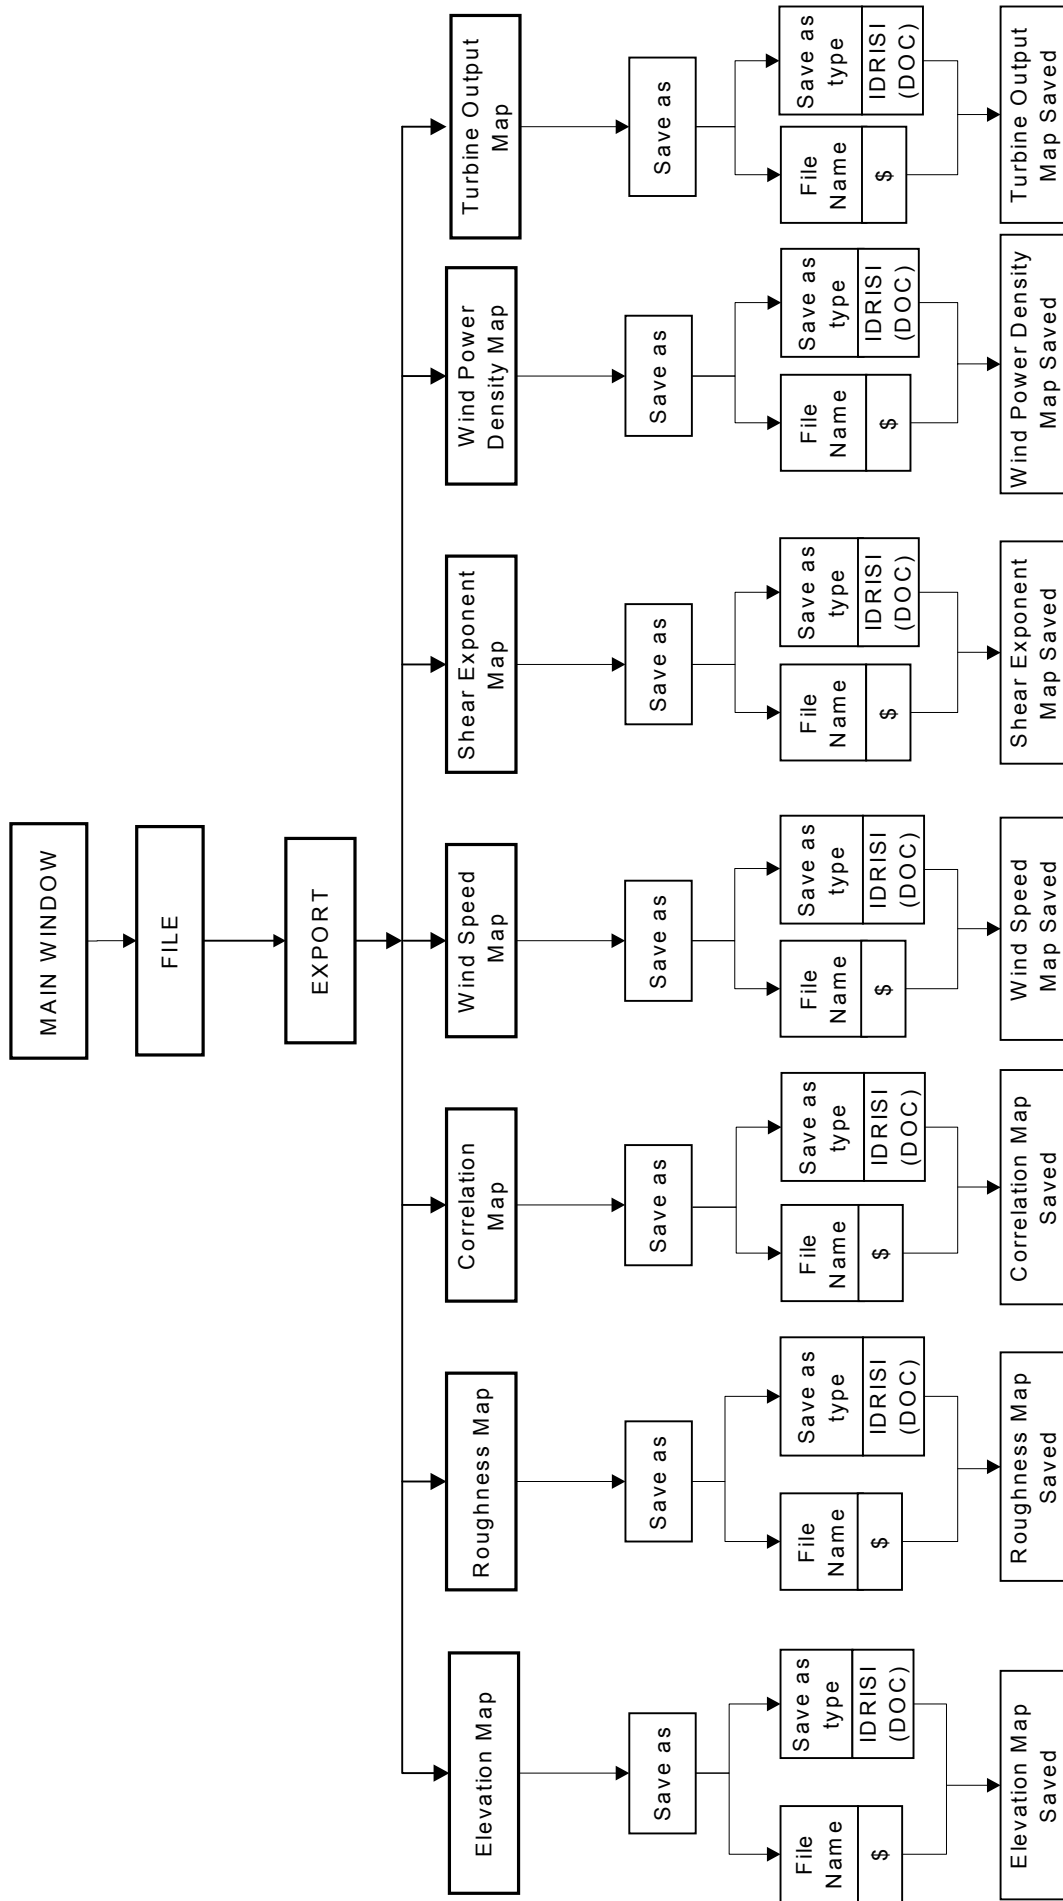 MAIN WINDOW
FILE
EXPORT
Elevation Map
Roughness Map
Correlation
Map
Wind Speed
Map
Shear Exponent
Map
Wind Power
Density Map
Turbine Output
Map
Save as
Save as
Save as
Save as
Save as
Save as
Save as
File
Name
$
Save as
type
IDRISI
(DOC)
File
Name
$
Save as
type
IDRISI
(DOC)
File
Name
$
Save as
type
IDRISI
(DOC)
File
Name
$
Save as
type
IDRISI
(DOC)
File
Name
$
Save as
type
IDRISI
(DOC)
File
Name
$
Save as
type
IDRISI
(DOC)
File
Name
$
Save as
type
IDRISI
(DOC)
Elevation Map
Saved
Roughness Map
Saved
Correlation Map
Saved
Wind Speed
Map Saved
Shear Exponent
Map Saved
Wind Power Density
Map Saved
Turbine Output
Map Saved